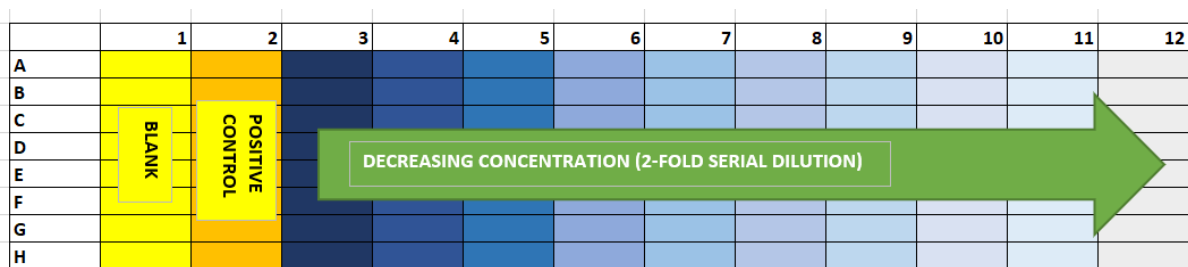 1 2 3 4 5 6 7 8 9 10 11 12
A
B
C
D
E
F
G
H
BLANK
POSITIVE
CONTROL
DECREASING CONCENTRATION (2-FOLD SERIAL DILUTION)